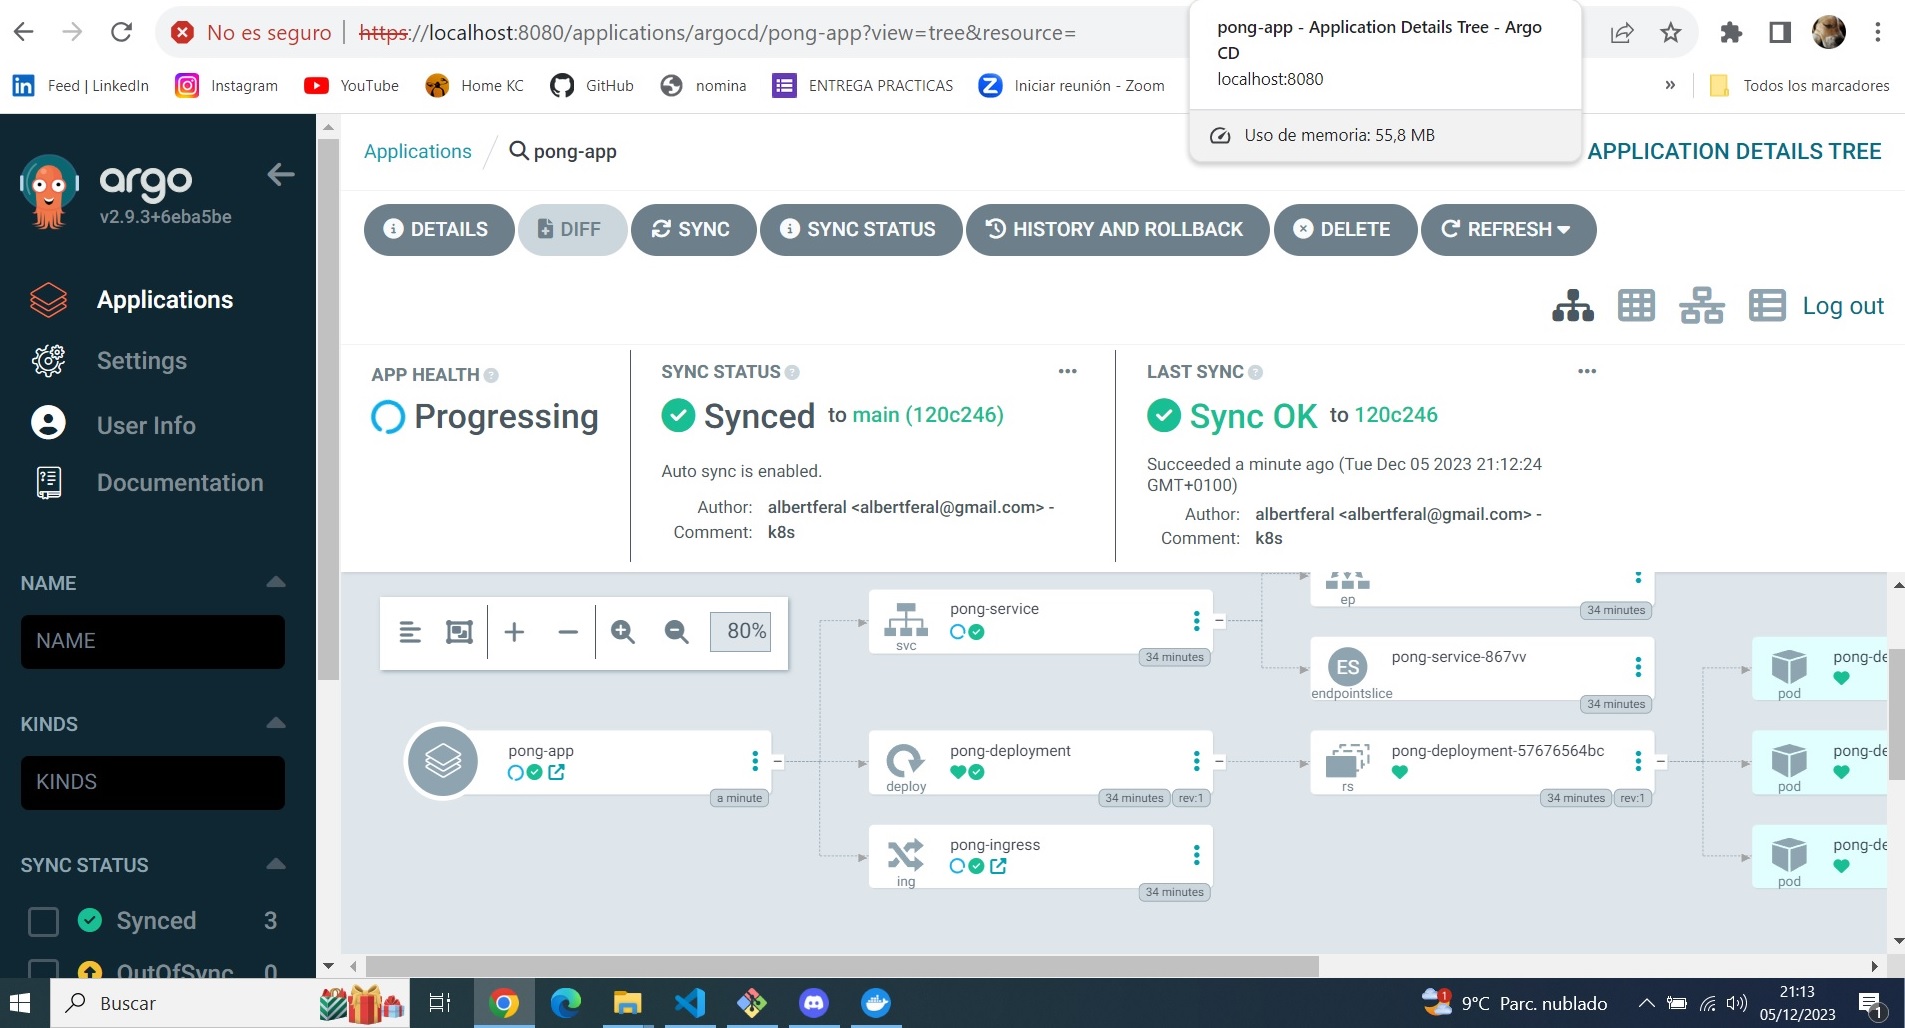 No es seguro https://localhost:8080/applications/argocd/pong-app?view=tree&resource=
pong-app - Application Details Tree - Argo
CD
localhost:8080
Uso de memoria: 55,8 MB
Feed | LinkedIn
Instagram
YouTube
Home KC
GitHub
nomina
ENTREGA PRACTICAS
Iniciar reunión - Zoom
»
Todos los marcadores
argo
v2.9.3+6eba5be
Applications
Settings
User Info
Documentation
NAME
NAME
KINDS
KINDS
SYNC STATUS
Synced 3
OutOfSync 0
Applications / pong-app
APPLICATION DETAILS TREE
DETAILS
DIFF
SYNC
SYNC STATUS
HISTORY AND ROLLBACK
DELETE
REFRESH
Log out
APP HEALTH
Progressing
SYNC STATUS
Synced to main (120c246)
Auto sync is enabled.
Author: albertferal <albertferal@gmail.com> -
Comment: k8s
LAST SYNC
Sync OK to 120c246
Succeeded a minute ago (Tue Dec 05 2023 21:12:24
GMT+0100)
Author: albertferal <albertferal@gmail.com> -
Comment: k8s
80%
pong-app
a minute
pong-service
svc
34 minutes
pong-deployment
deploy
34 minutes
rev:1
pong-ingress
ing
34 minutes
ep
34 minutes
ES
pong-service-867vv
endpointslice
34 minutes
pong-deployment-57676564bc
rs
34 minutes
rev:1
pong-de
pod
pong-de
pod
pong-de
pod
Buscar
9°C Parc. nublado
21:13
05/12/2023
1
1